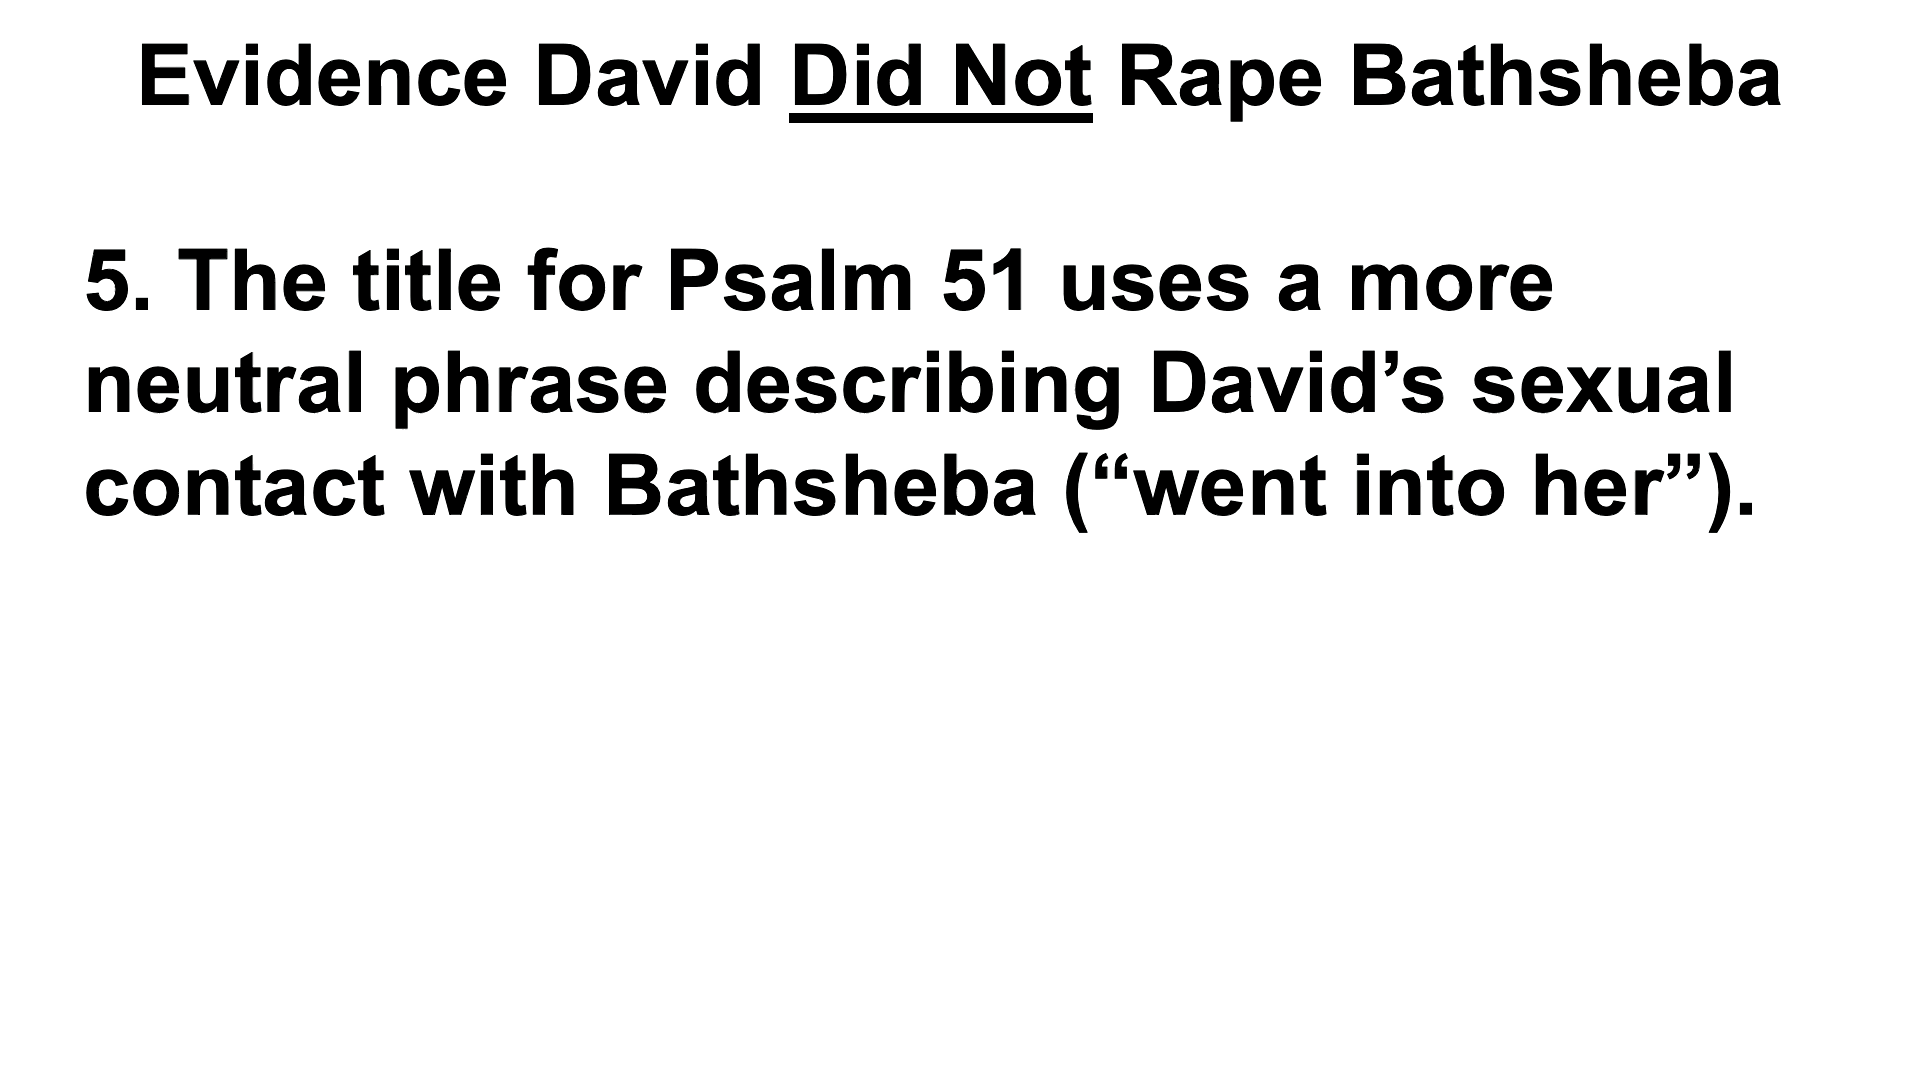 Evidence David Did Not Rape Bathsheba
5. The title for Psalm 51 uses a more
neutral phrase describing David’s sexual
contact with Bathsheba (“went into her”).